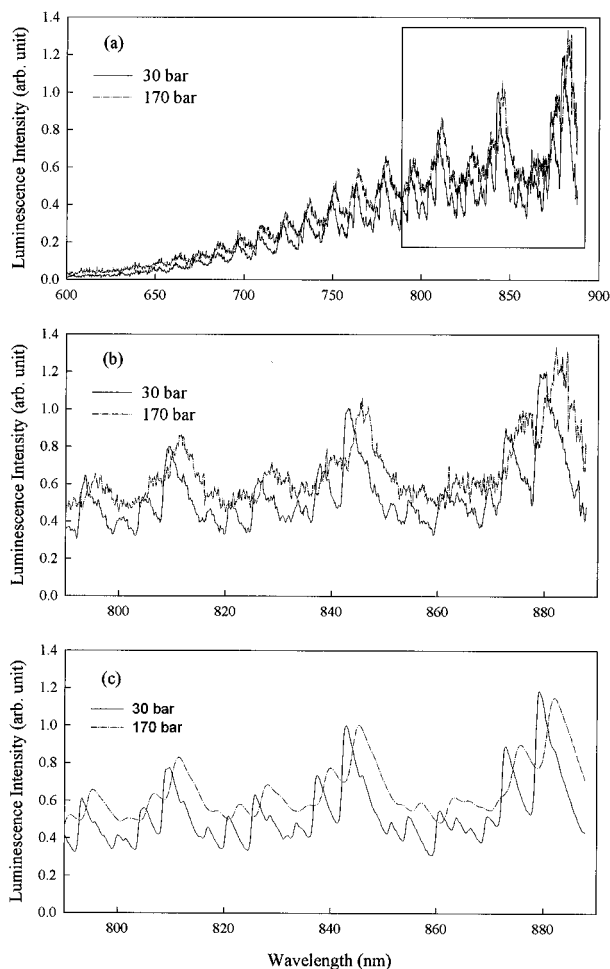 Luminescence Intensity (arb. unit)
1.4
1.2
1.0
0.8
0.6
0.4
0.2
0.0
(a)
30 bar
170 bar
600 650 700 750 800 850 900
Luminescence Intensity (arb. unit)
1.4
1.2
1.0
0.8
0.6
0.4
0.2
0.0
(b)
30 bar
170 bar
800 820 840 860 880
Luminescence Intensity (arb. unit)
1.4
1.2
1.0
0.8
0.6
0.4
0.2
0.0
(c)
30 bar
170 bar
800 820 840 860 880
Wavelength (nm)